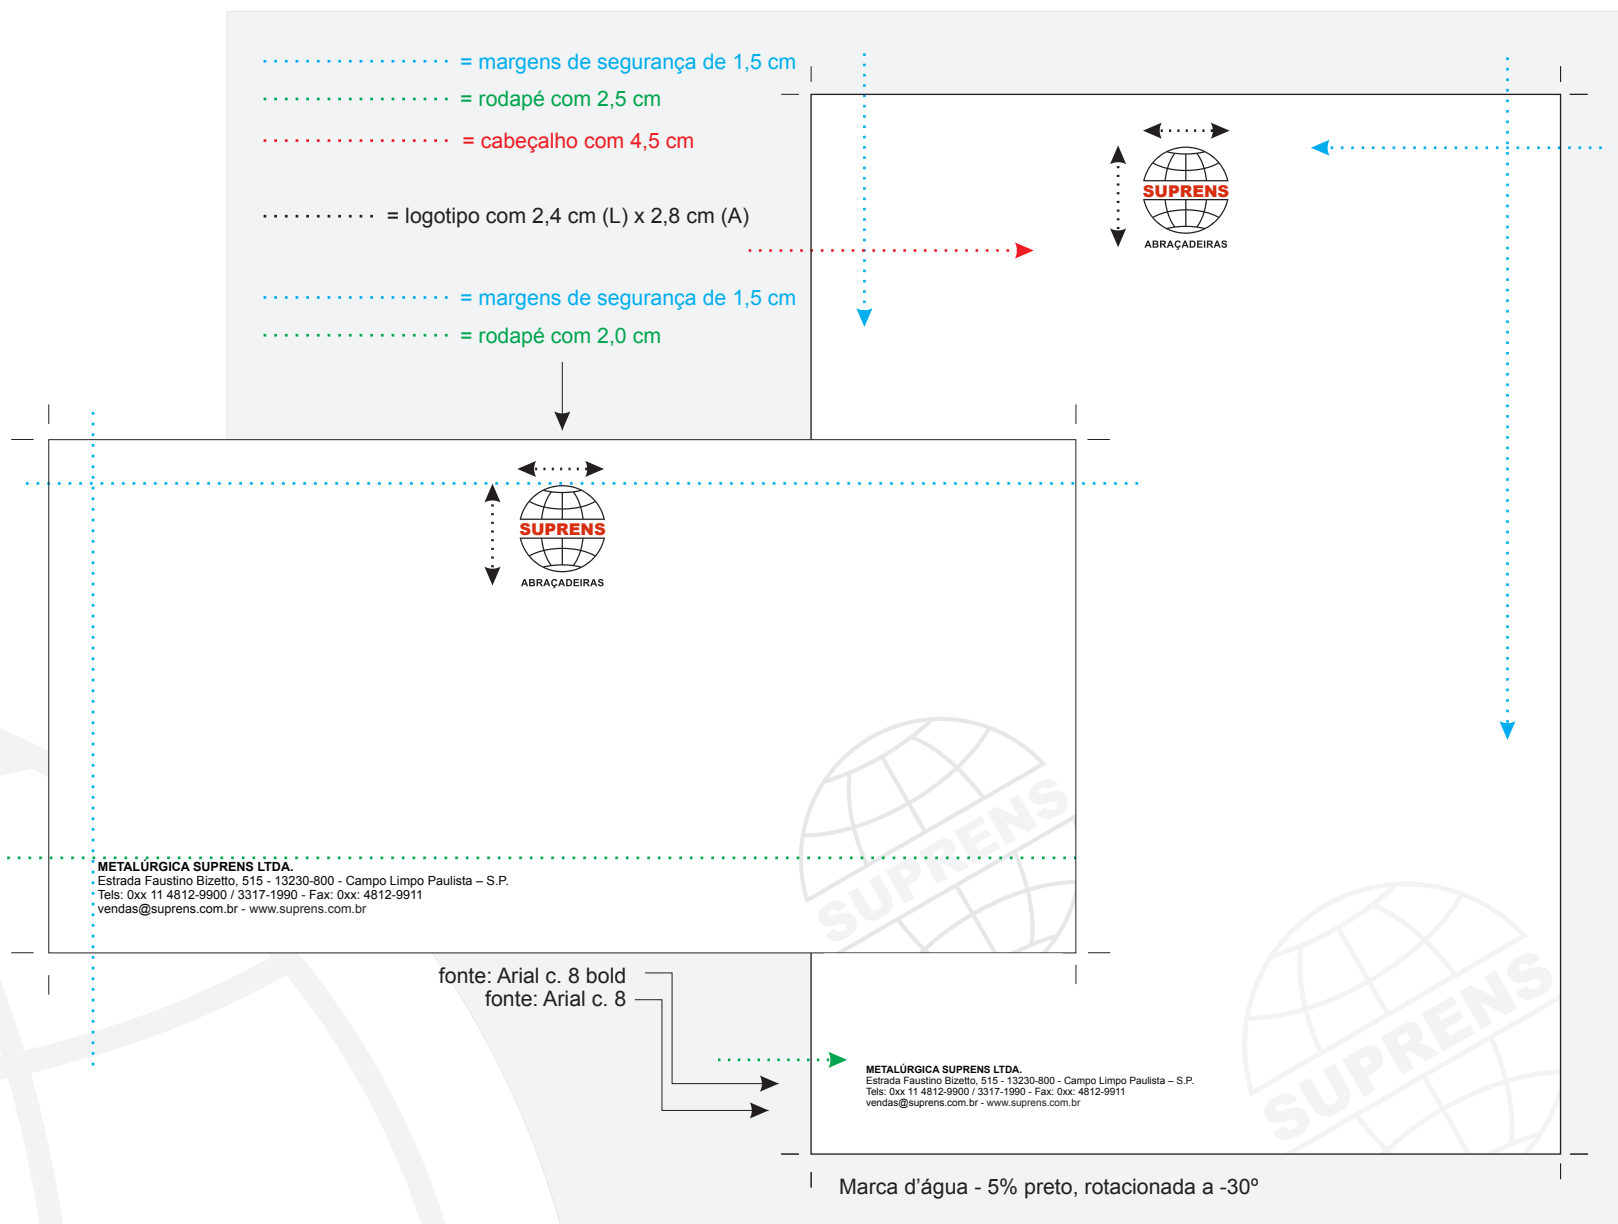 = margens de segurança de 1,5 cm
= rodapé com 2,5 cm
= cabeçalho com 4,5 cm
= logotipo com 2,4 cm (L) x 2,8 cm (A)
= margens de segurança de 1,5 cm
= rodapé com 2,0 cm
SUPRENS
ABRAÇADEIRAS
SUPRENS
ABRAÇADEIRAS
SUPRENS
METALÚRGICA SUPRENS LTDA.
Estrada Faustino Bizetto, 515 - 13230-800 - Campo Limpo Paulista – S.P.
Tels: 0xx 11 4812-9900 / 3317-1990 - Fax: 0xx: 4812-9911
vendas@suprens.com.br - www.suprens.com.br
fonte: Arial c. 8 bold
fonte: Arial c. 8
SUPRENS
METALÚRGICA SUPRENS LTDA.
Estrada Faustino Bizetto, 515 - 13230-800 - Campo Limpo Paulista – S.P.
Tels: 0xx 11 4812-9900 / 3317-1990 - Fax: 0xx: 4812-9911
vendas@suprens.com.br - www.suprens.com.br
Marca d’água - 5% preto, rotacionada a -30º